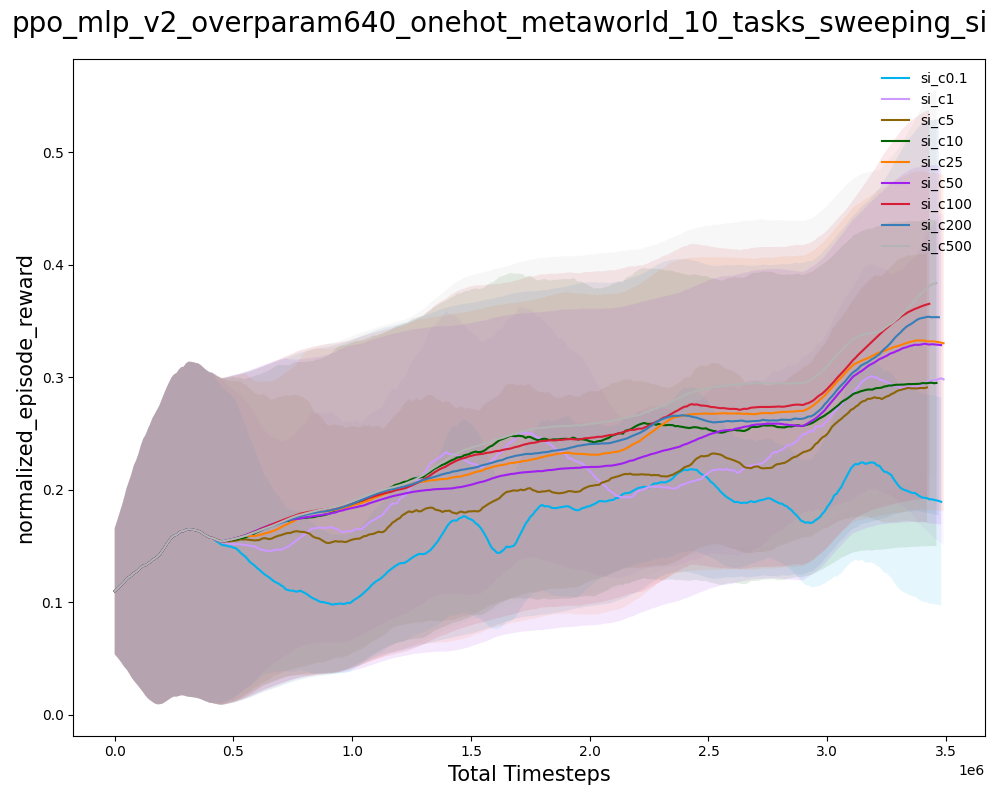 ppo_mlp_v2_overparam640_onehot_metaworld_10_tasks_sweeping_si
si_c0.1
si_c1
si_c5
si_c10
si_c25
si_c50
si_c100
si_c200
si_c500
normalized_episode_reward
0.5
0.4
0.3
0.2
0.1
0.0
0.0 0.5 1.0 1.5 2.0 2.5 3.0 3.5
1e6
Total Timesteps